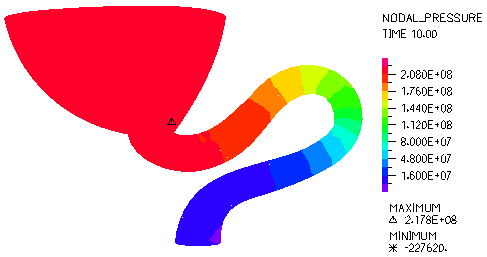 NODAL_PRESSURE
TIME 10.00
2.080E+08
1.760E+08
1.440E+08
1.120E+08
8.000E+07
4.800E+07
1.600E+07
MAXIMUM
Δ 2.178E+08
MINIMUM
* -227620.